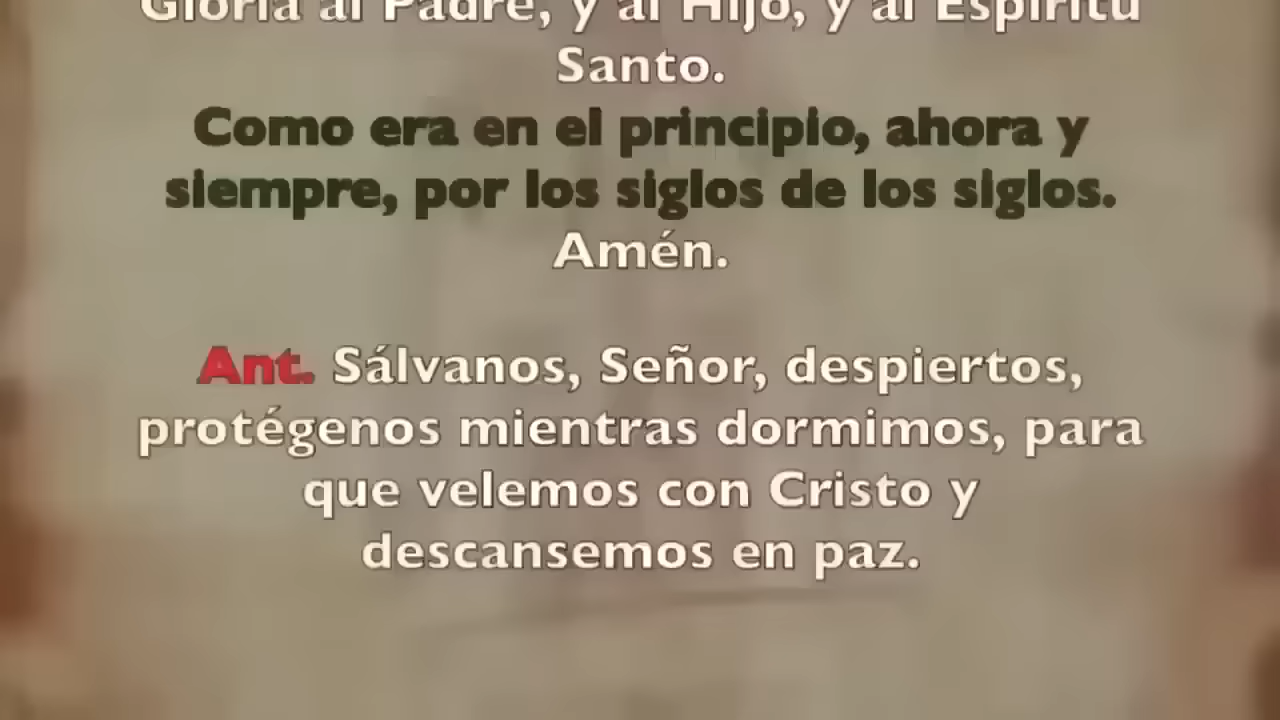 Gloria al Padre, y al Hijo, y al Espíritu
Santo.
Como era en el principio, ahora y
siempre, por los siglos de los siglos.
Amén.
Ant. Sálvanos, Señor, despiertos,
protégenos mientras dormimos, para
que velemos con Cristo y
descansemos en paz.